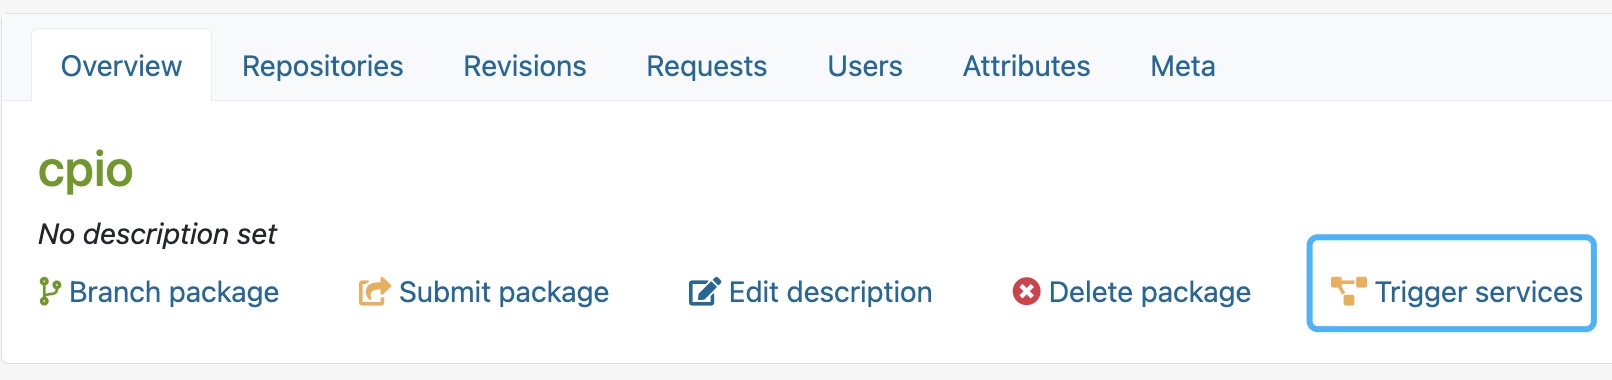 Overview Repositories Revisions Requests Users Attributes Meta
cpio
No description set
Branch package Submit package Edit description Delete package Trigger services